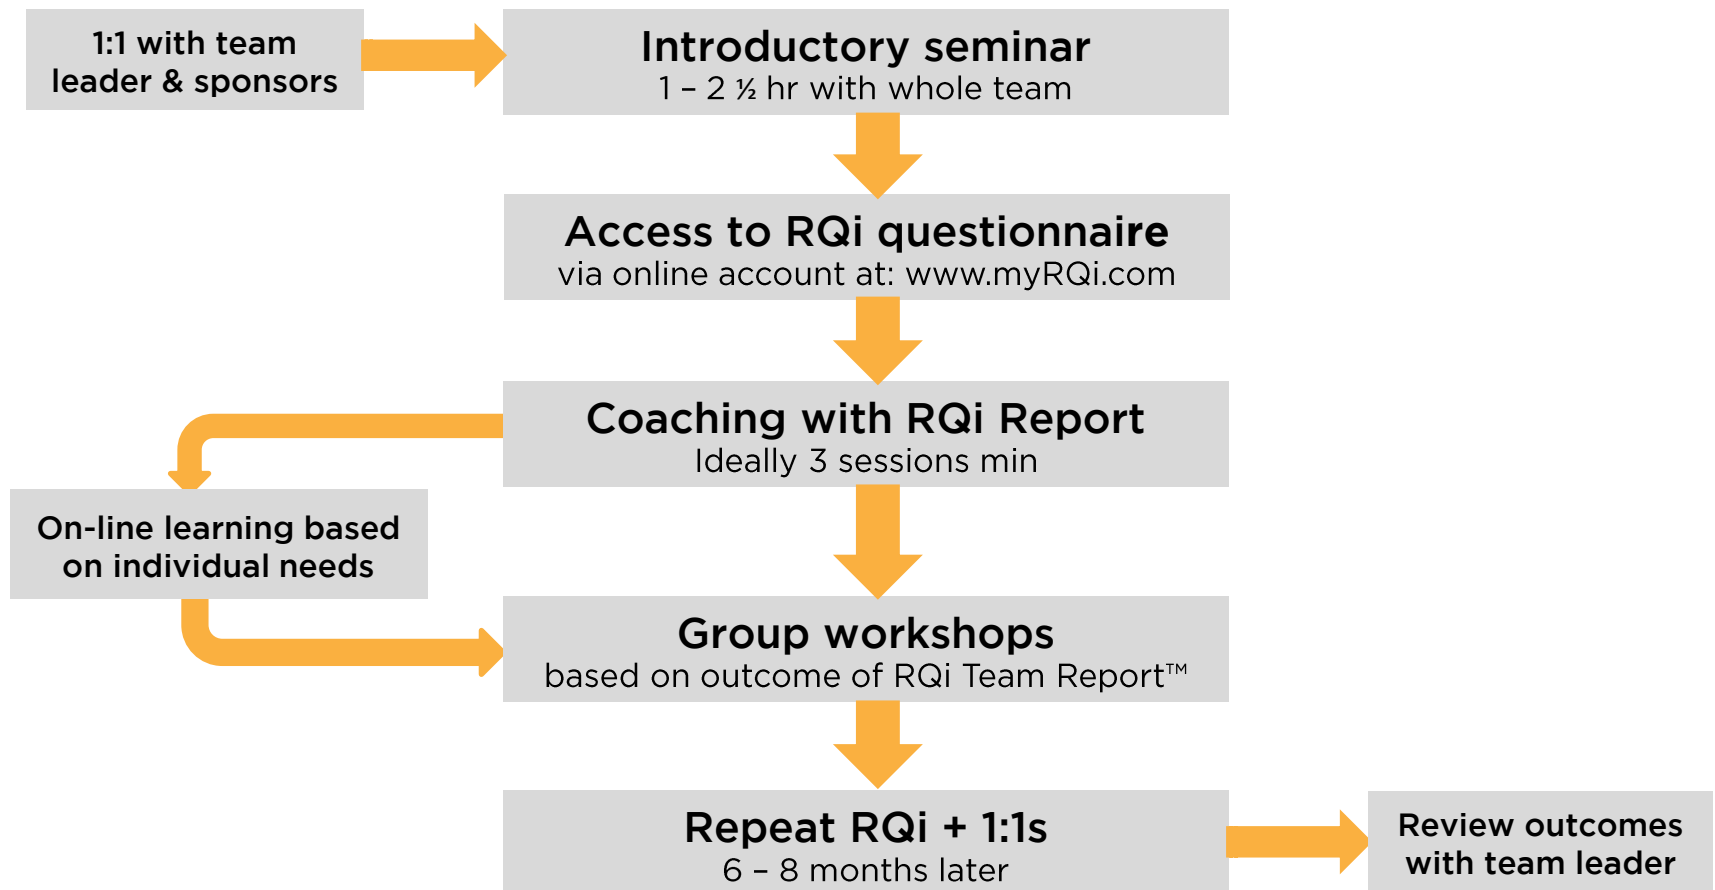 1:1 with team
leader & sponsors
Introductory seminar
1 – 2 ½ hr with whole team
Access to RQi questionnaire
via online account at: www.myRQi.com
Coaching with RQi Report
Ideally 3 sessions min
On-line learning based
on individual needs
Group workshops
based on outcome of RQi Team Report™
Repeat RQi + 1:1s
6 – 8 months later
Review outcomes
with team leader